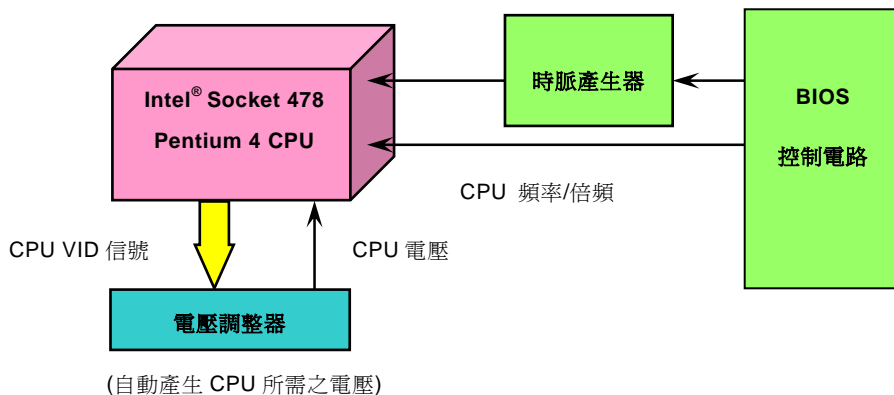 Intel® Socket 478
Pentium 4 CPU
時脈產生器
BIOS
控制電路
CPU 頻率/倍頻
CPU VID 信號
CPU 電壓
電壓調整器
(自動產生 CPU 所需之電壓)